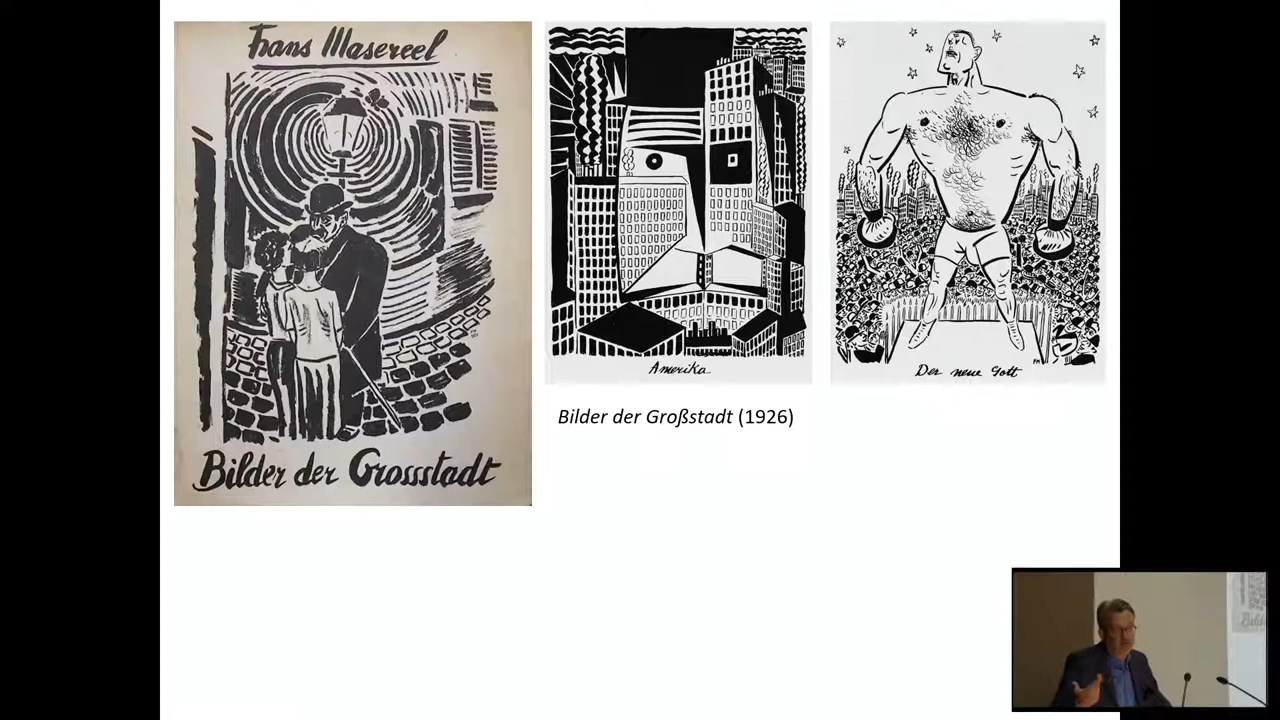 Frans Masereel
Bilder der Grossstadt
Amerika
Der neue Gott
Bilder der Großstadt (1926)